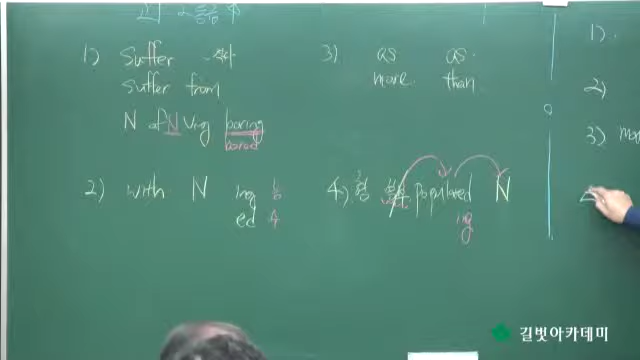 1) Suffer
suffer from
N of N Ving boring
bored
2) with N ing
ed
3) as as
more than
4) populated N
ing
1)
2)
3) mo
길벗아카데미